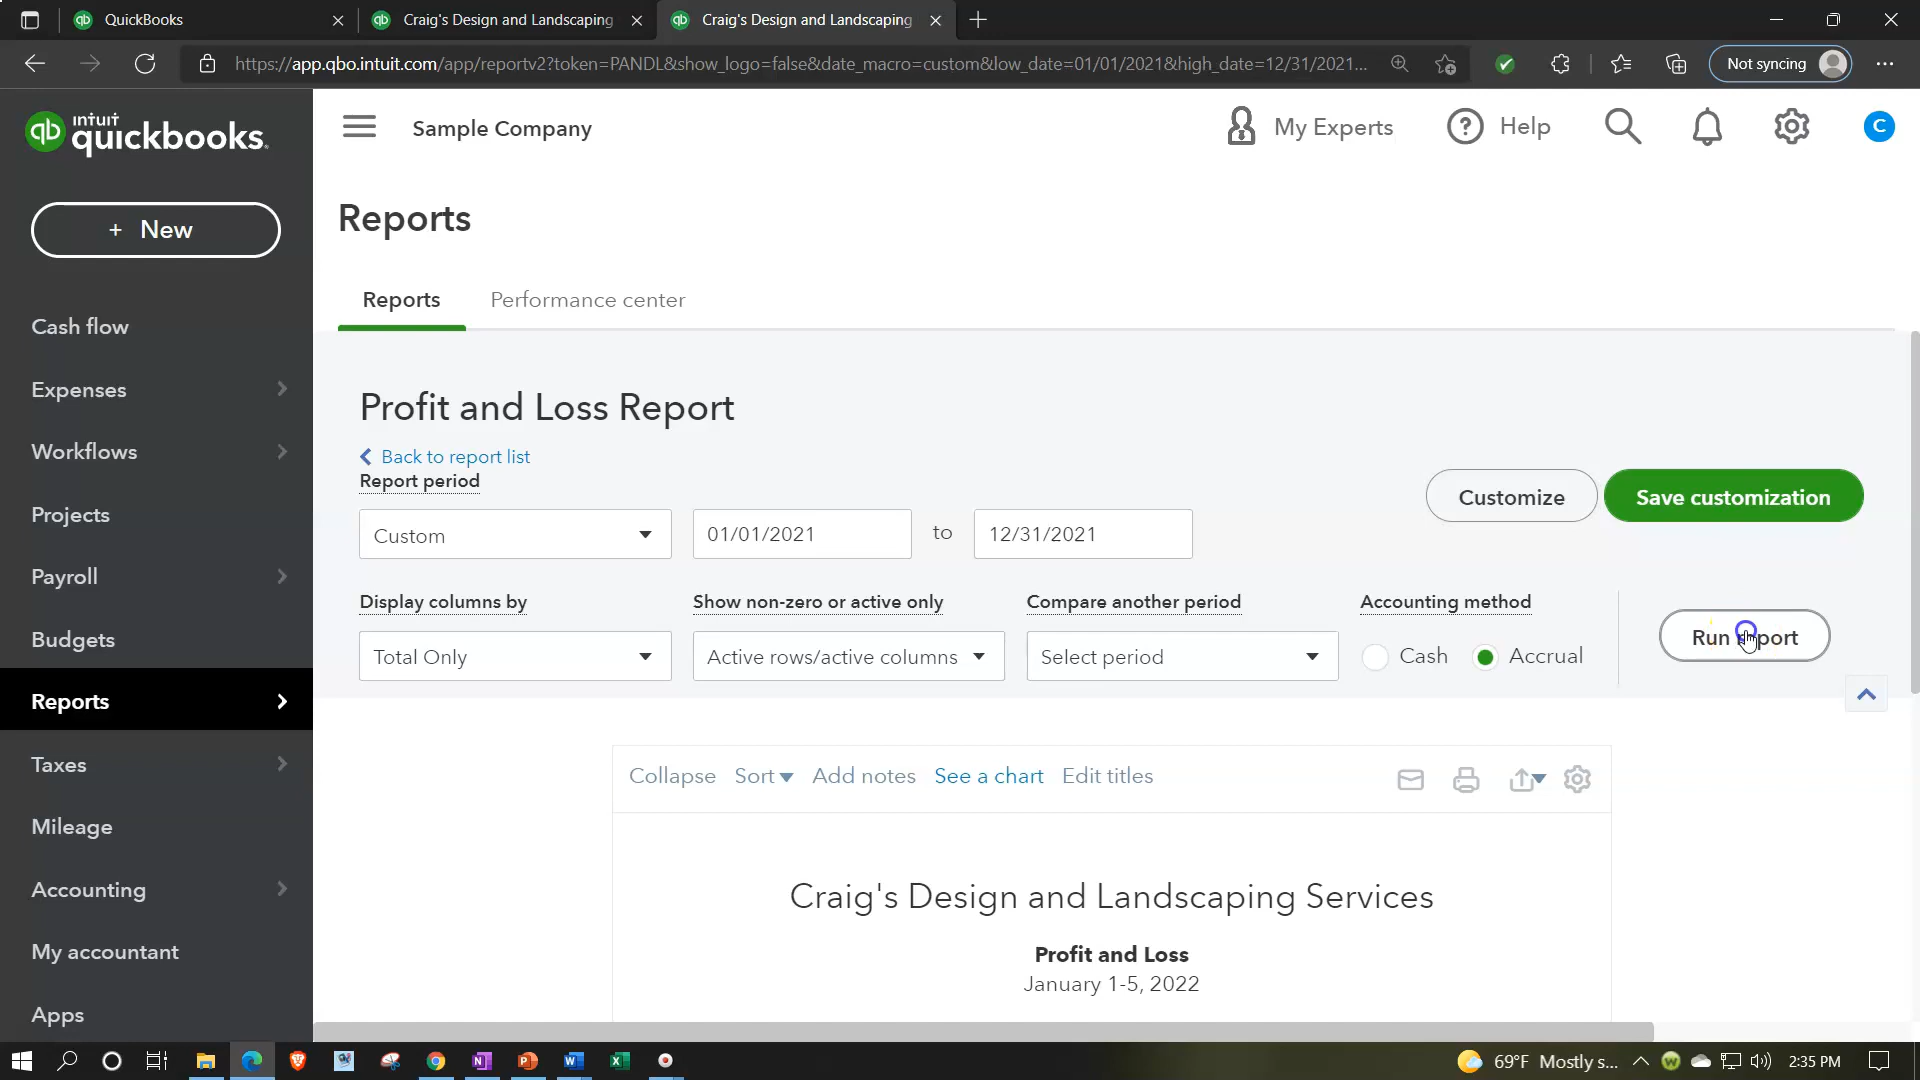 QuickBooks
Craig's Design and Landscaping
Craig's Design and Landscaping
https://app.qbo.intuit.com/app/reportv2?token=PANDL&show_logo=false&date_macro=custom&low_date=01/01/2021&high_date=12/31/2021...
Not syncing
intuit
quickbooks.
Sample Company
My Experts
Help
C
+ New
Reports
Reports
Performance center
Cash flow
Expenses
Workflows
Projects
Payroll
Budgets
Reports
Taxes
Mileage
Accounting
My accountant
Apps
Profit and Loss Report
Back to report list
Report period
Customize
Save customization
Custom
01/01/2021
to
12/31/2021
Display columns by
Show non-zero or active only
Compare another period
Accounting method
Total Only
Active rows/active columns
Select period
Cash
Accrual
Run report
Collapse
Sort
Add notes
See a chart
Edit titles
Craig's Design and Landscaping Services
Profit and Loss
January 1-5, 2022
69°F Mostly s...
2:35 PM